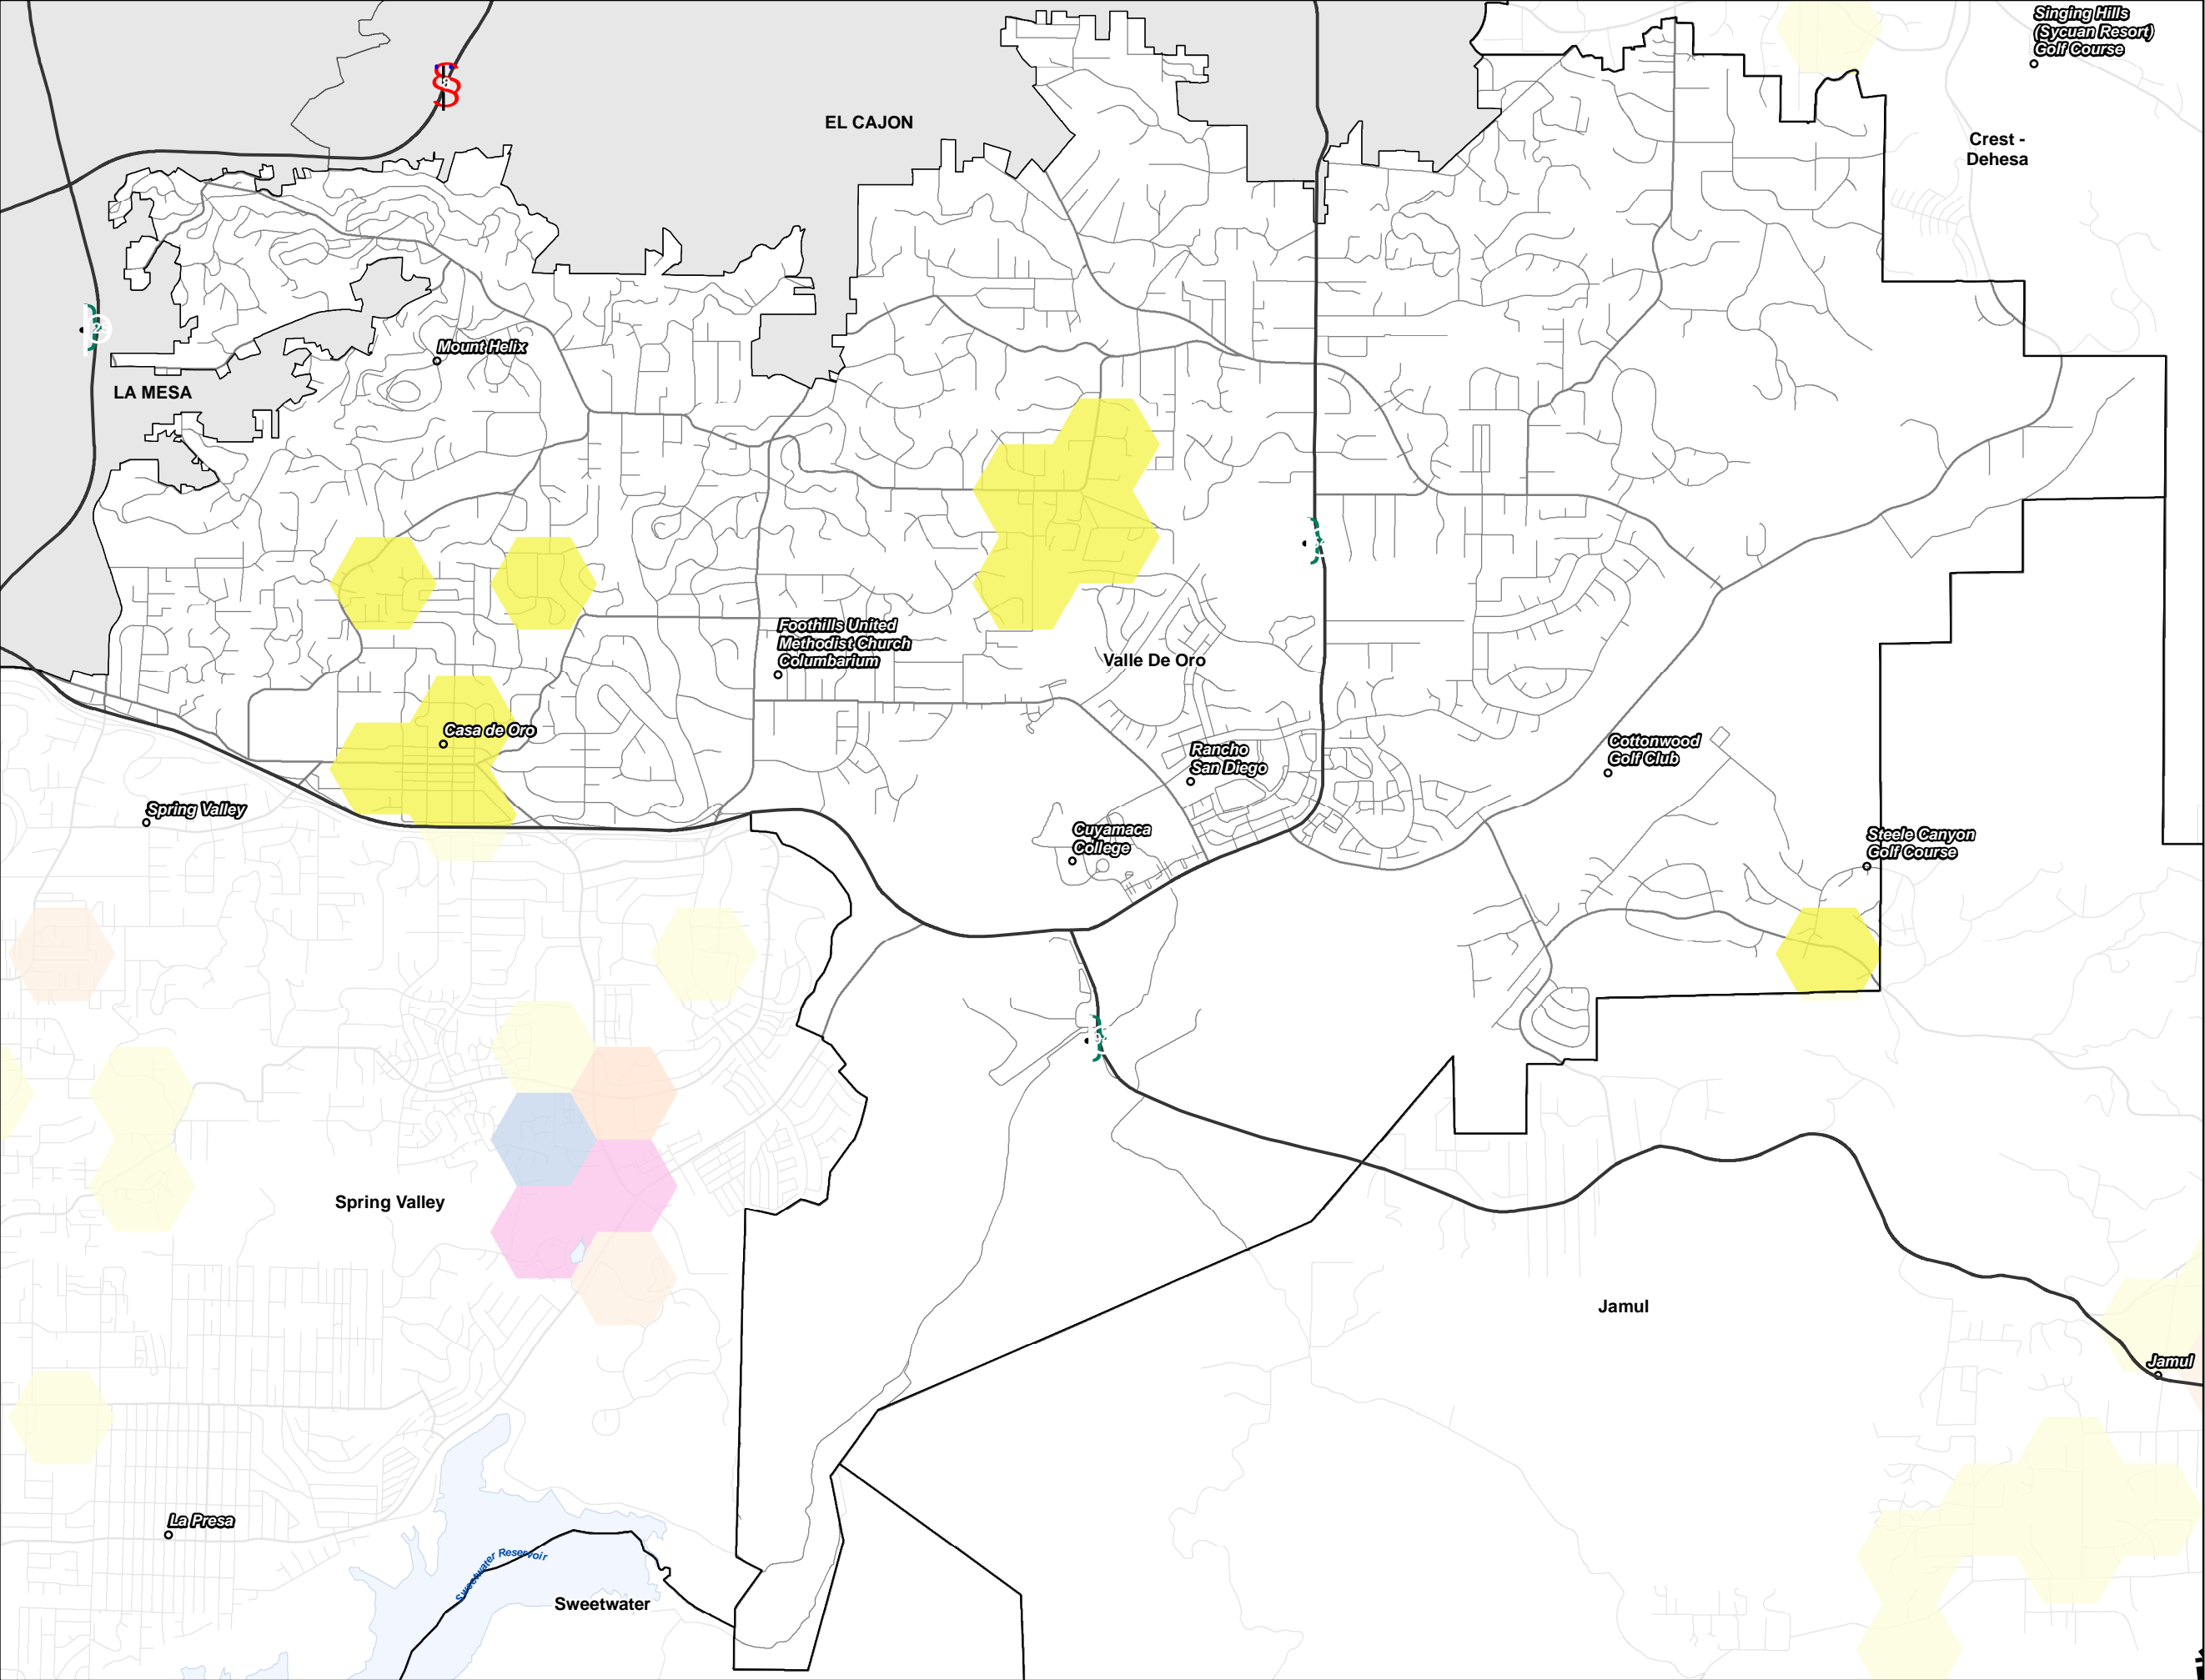 Singing Hills
(Sycuan Resort)
Golf Course
EL CAJON
Crest -
Dehesa
Mount Helix
LA MESA
Foothills United
Methodist Church
Columbarium
Valle De Oro
Casa de Oro
Rancho
San Diego
Cottonwood
Golf Club
Spring Valley
Cuyamaca
College
Steele Canyon
Golf Course
Spring Valley
Jamul
Jamul
La Presa
Sweetwater Reservoir
Sweetwater